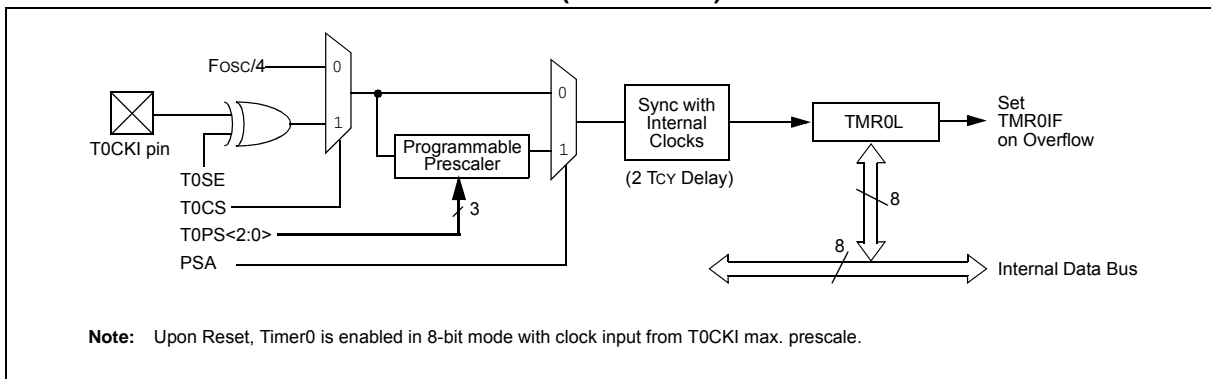 Fosc/4
0
1
T0CKI pin
T0SE
T0CS
T0PS<2:0>
PSA
Programmable
Prescaler
3
0
1
Sync with
Internal
Clocks
(2 TCY Delay)
TMR0L
Set
TMR0IF
on Overflow
8
8
Internal Data Bus
Note: Upon Reset, Timer0 is enabled in 8-bit mode with clock input from T0CKI max. prescale.